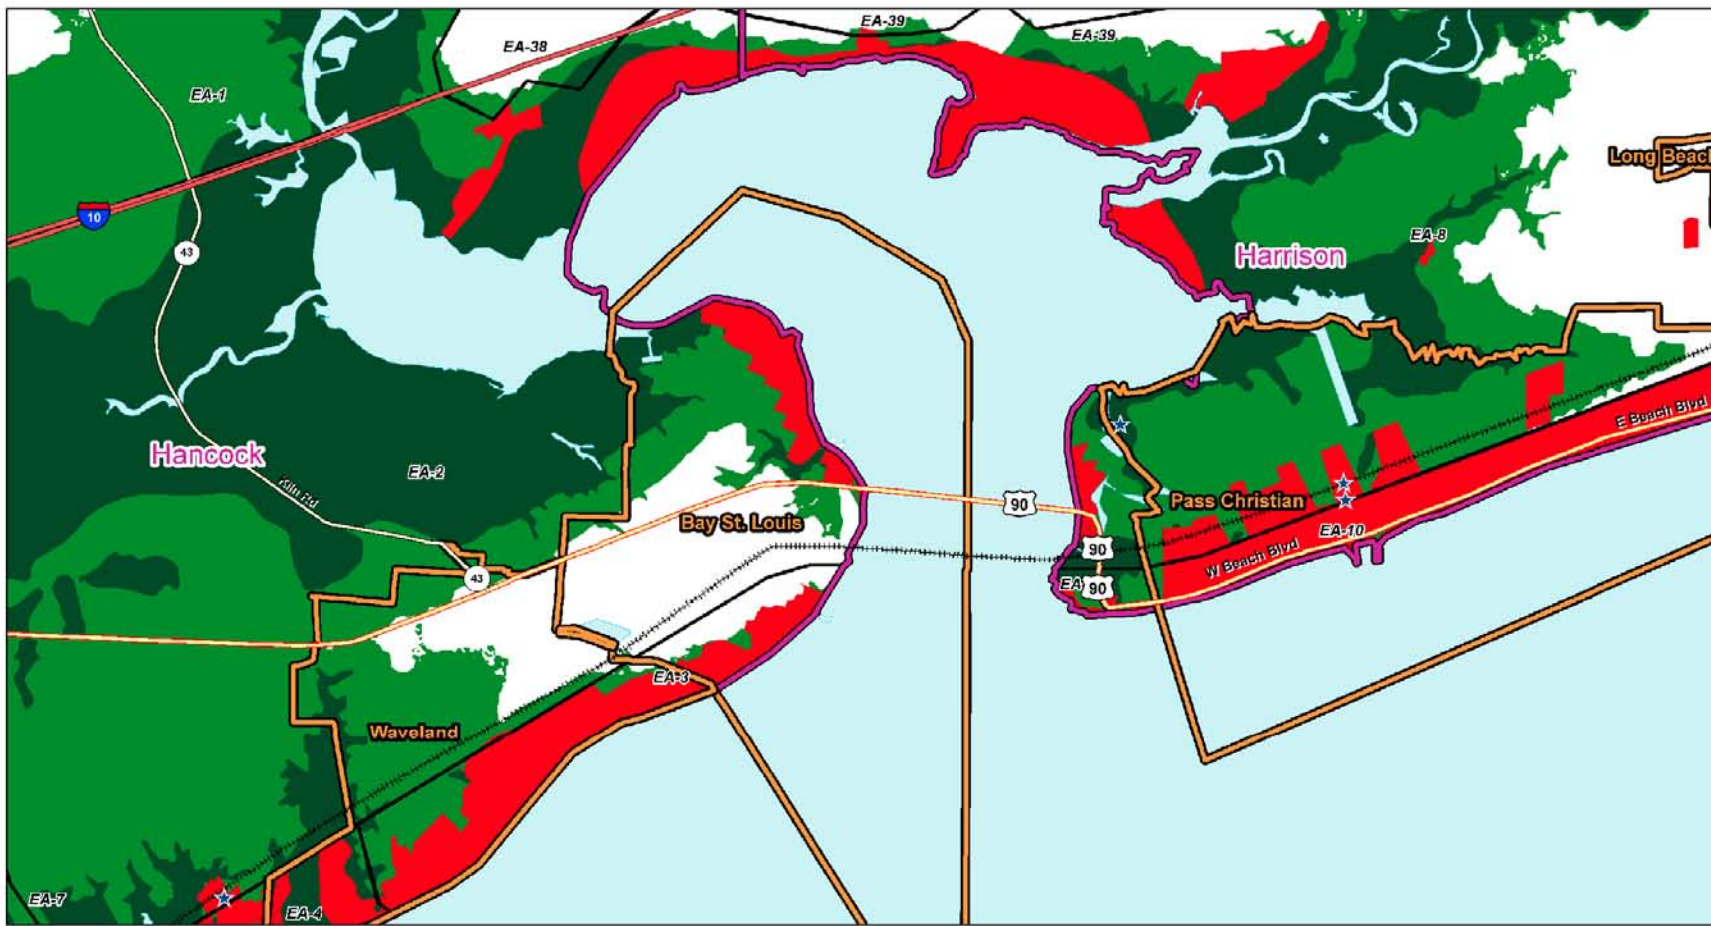 EA-39
EA-38
EA-39
EA-1
Long Beach
10
EA-8
43
Harrison
E Beach Blvd
Hancock
EA-2
Kiln Rd
Pass Christian
90
Bay St. Louis
EA-10
90
W Beach Blvd
43
EA
90
EA-3
Waveland
EA-7
EA-4